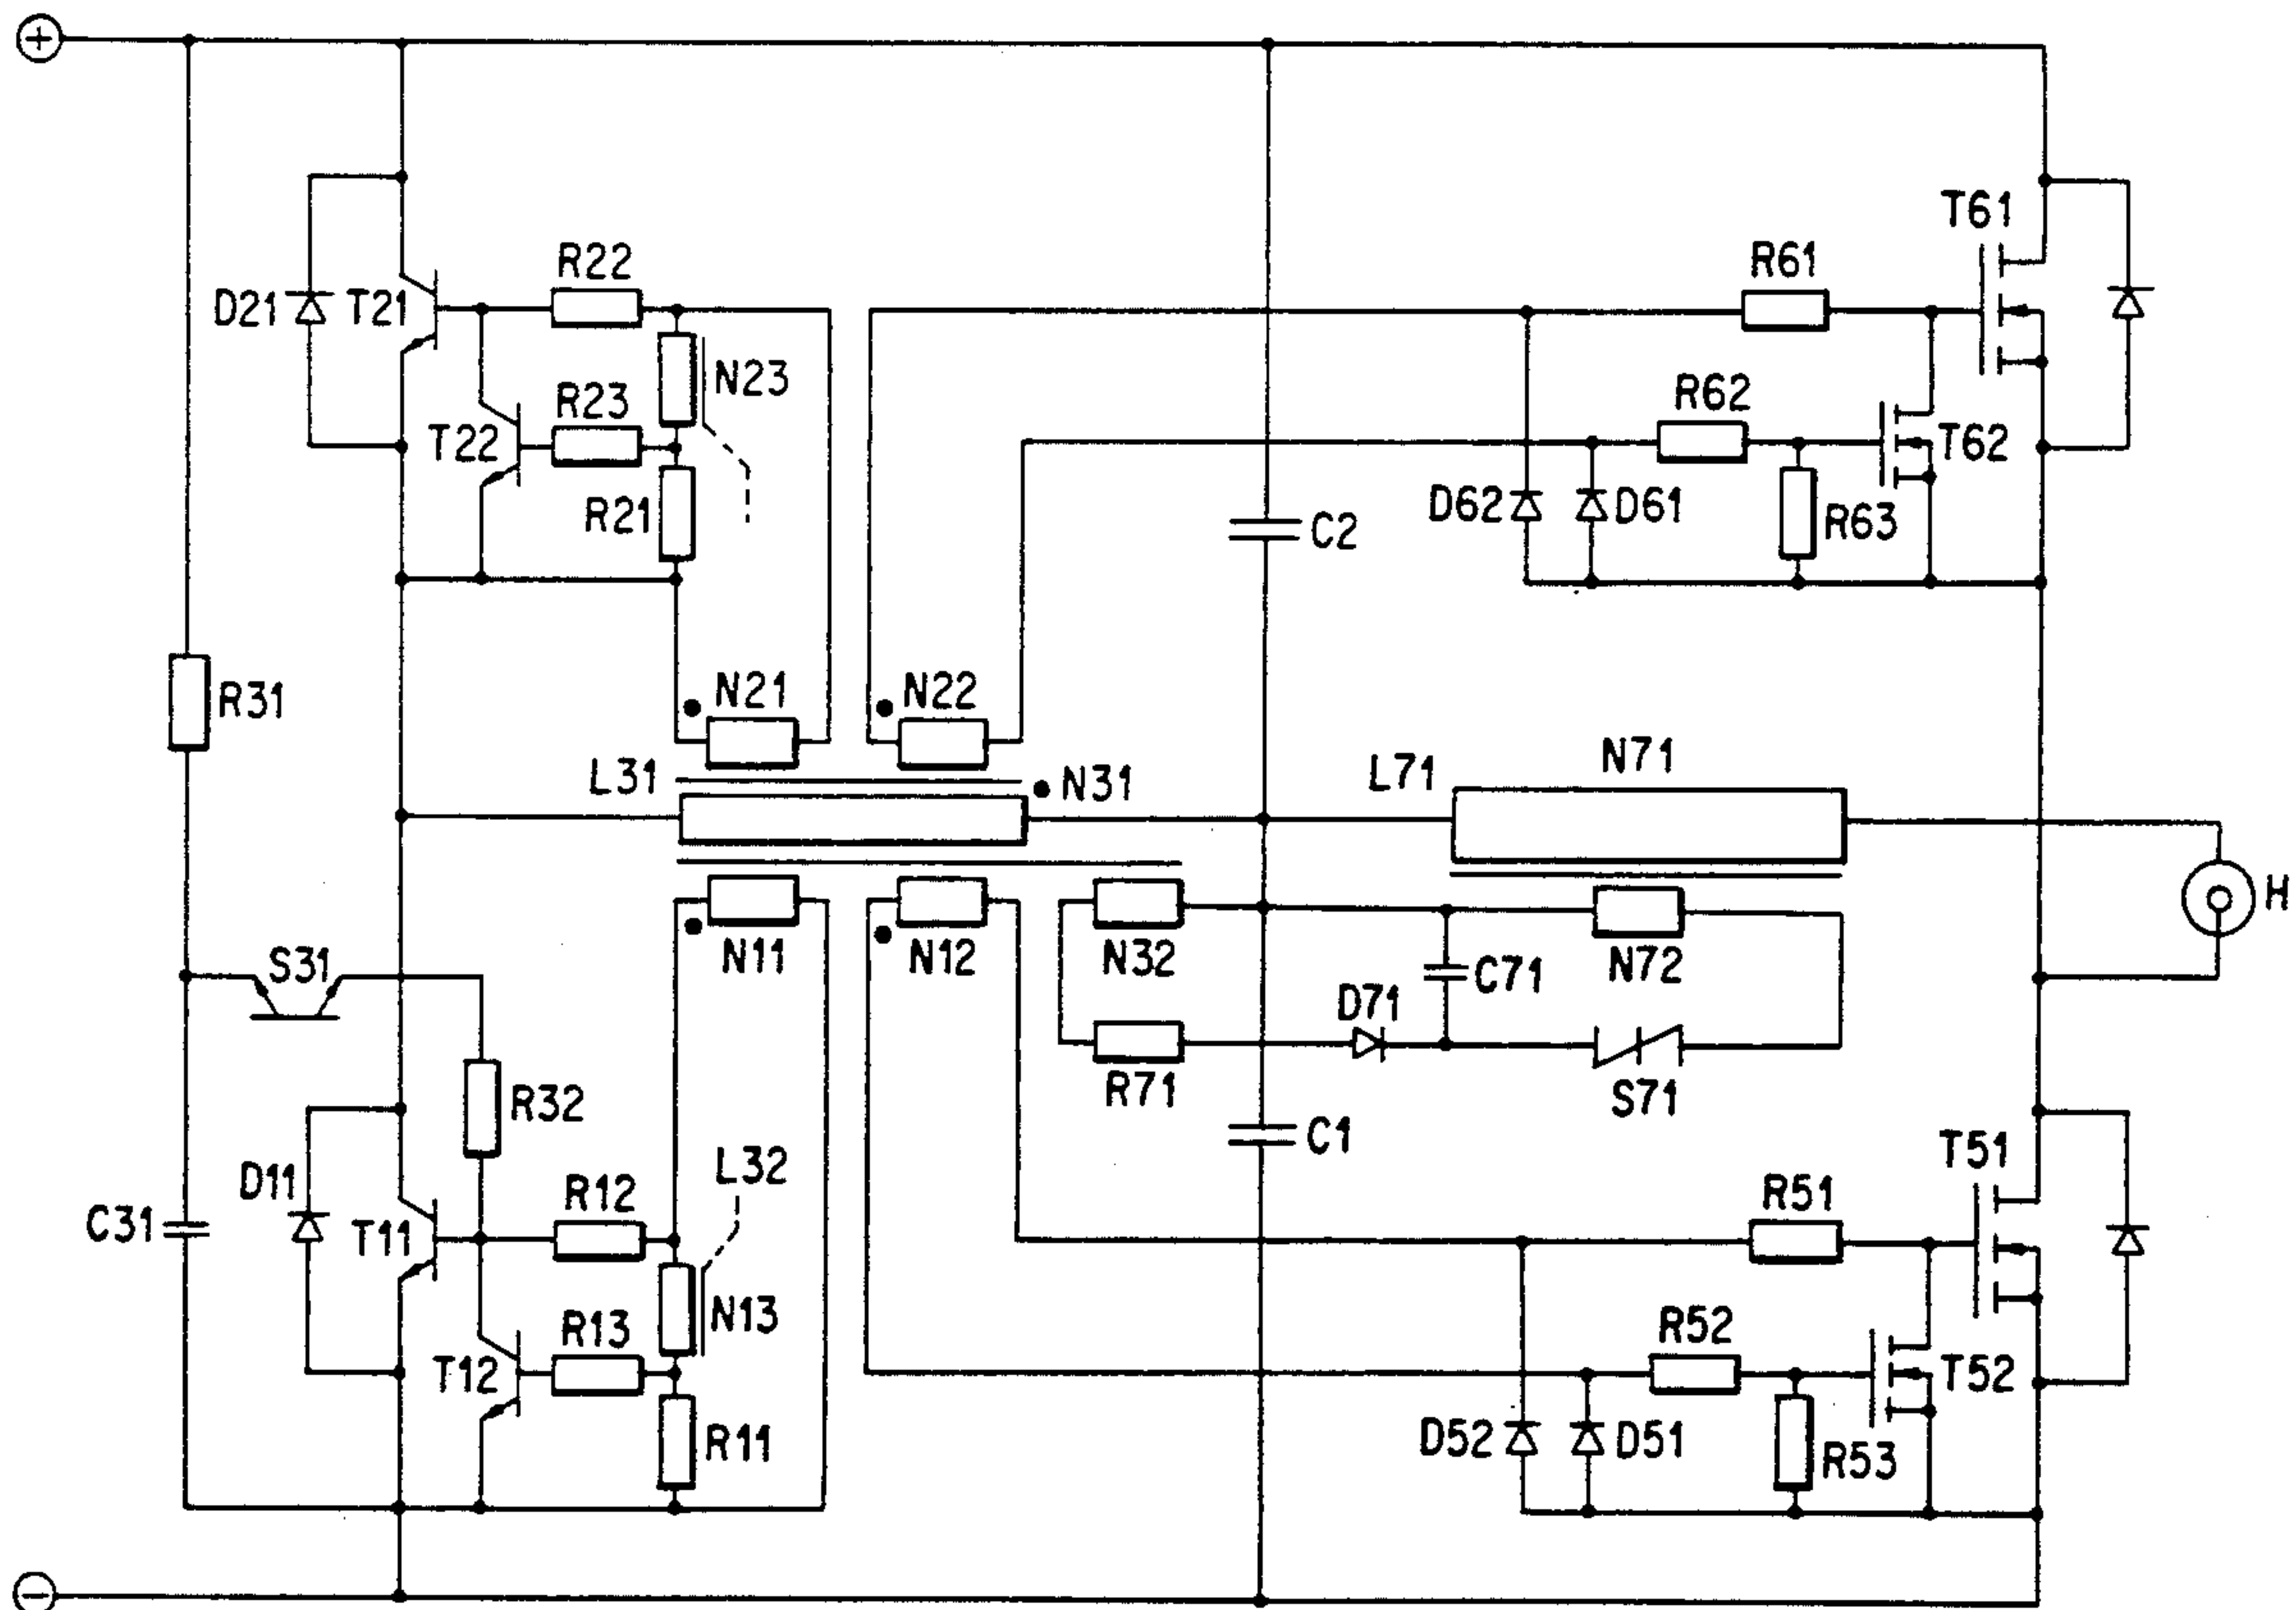 +
T61
R22
R61
D21
T21
N23
R23
R62
T22
T62
R21
D62
D61
R63
C2
N21
N22
R31
L31
N31
L71
N71
H
S31
N11
N12
N32
C71
N72
D71
R71
S71
R32
C1
L32
T51
D11
R12
R51
C31
T11
N13
R13
R52
T12
T52
R11
D52
D51
R53
−